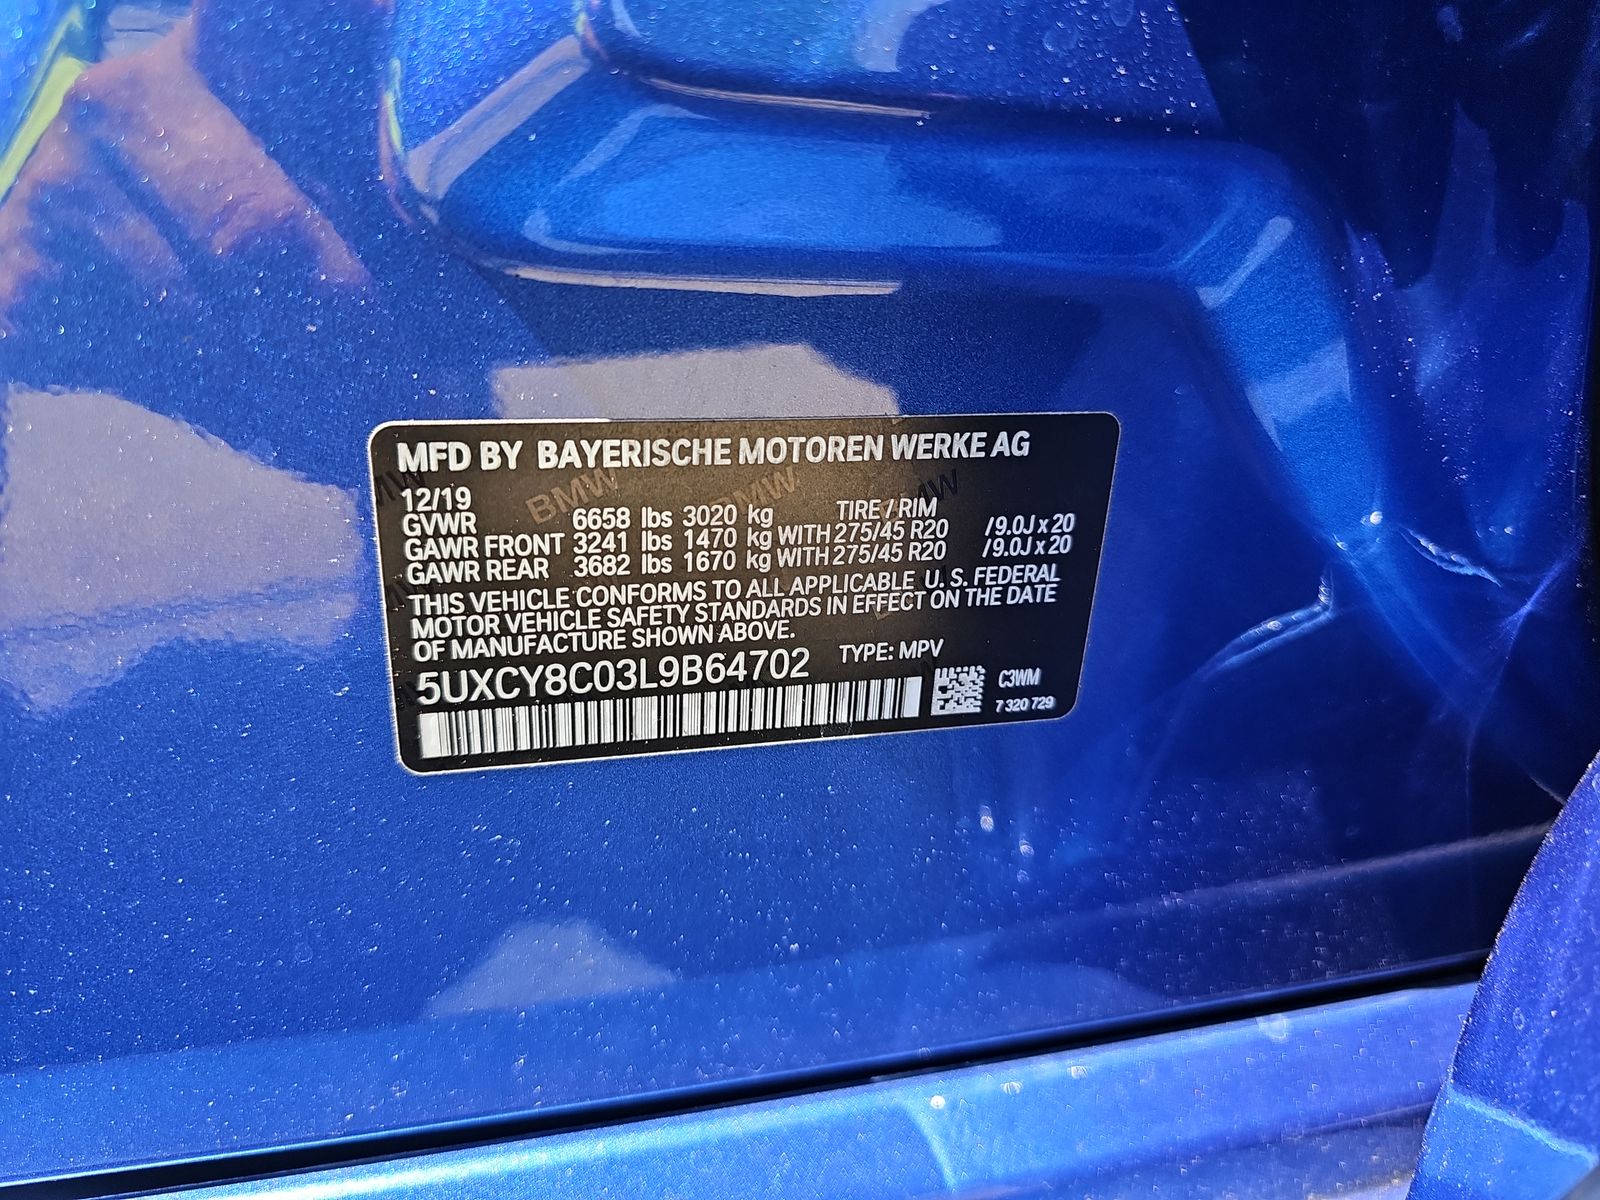 MFD BY BAYERISCHE MOTOREN WERKE AG
12/19 TIRE / RIM
GVWR 6658 lbs 3020 kg
GAWR FRONT 3241 lbs 1470 kg WITH 275/45 R20 /9.0J x 20
GAWR REAR 3682 lbs 1670 kg WITH 275/45 R20 /9.0J x 20
THIS VEHICLE CONFORMS TO ALL APPLICABLE U. S. FEDERAL
MOTOR VEHICLE SAFETY STANDARDS IN EFFECT ON THE DATE
OF MANUFACTURE SHOWN ABOVE.
5UXCY8C03L9B64702 TYPE: MPV
C3WM
7 320 729
BMW
BMW